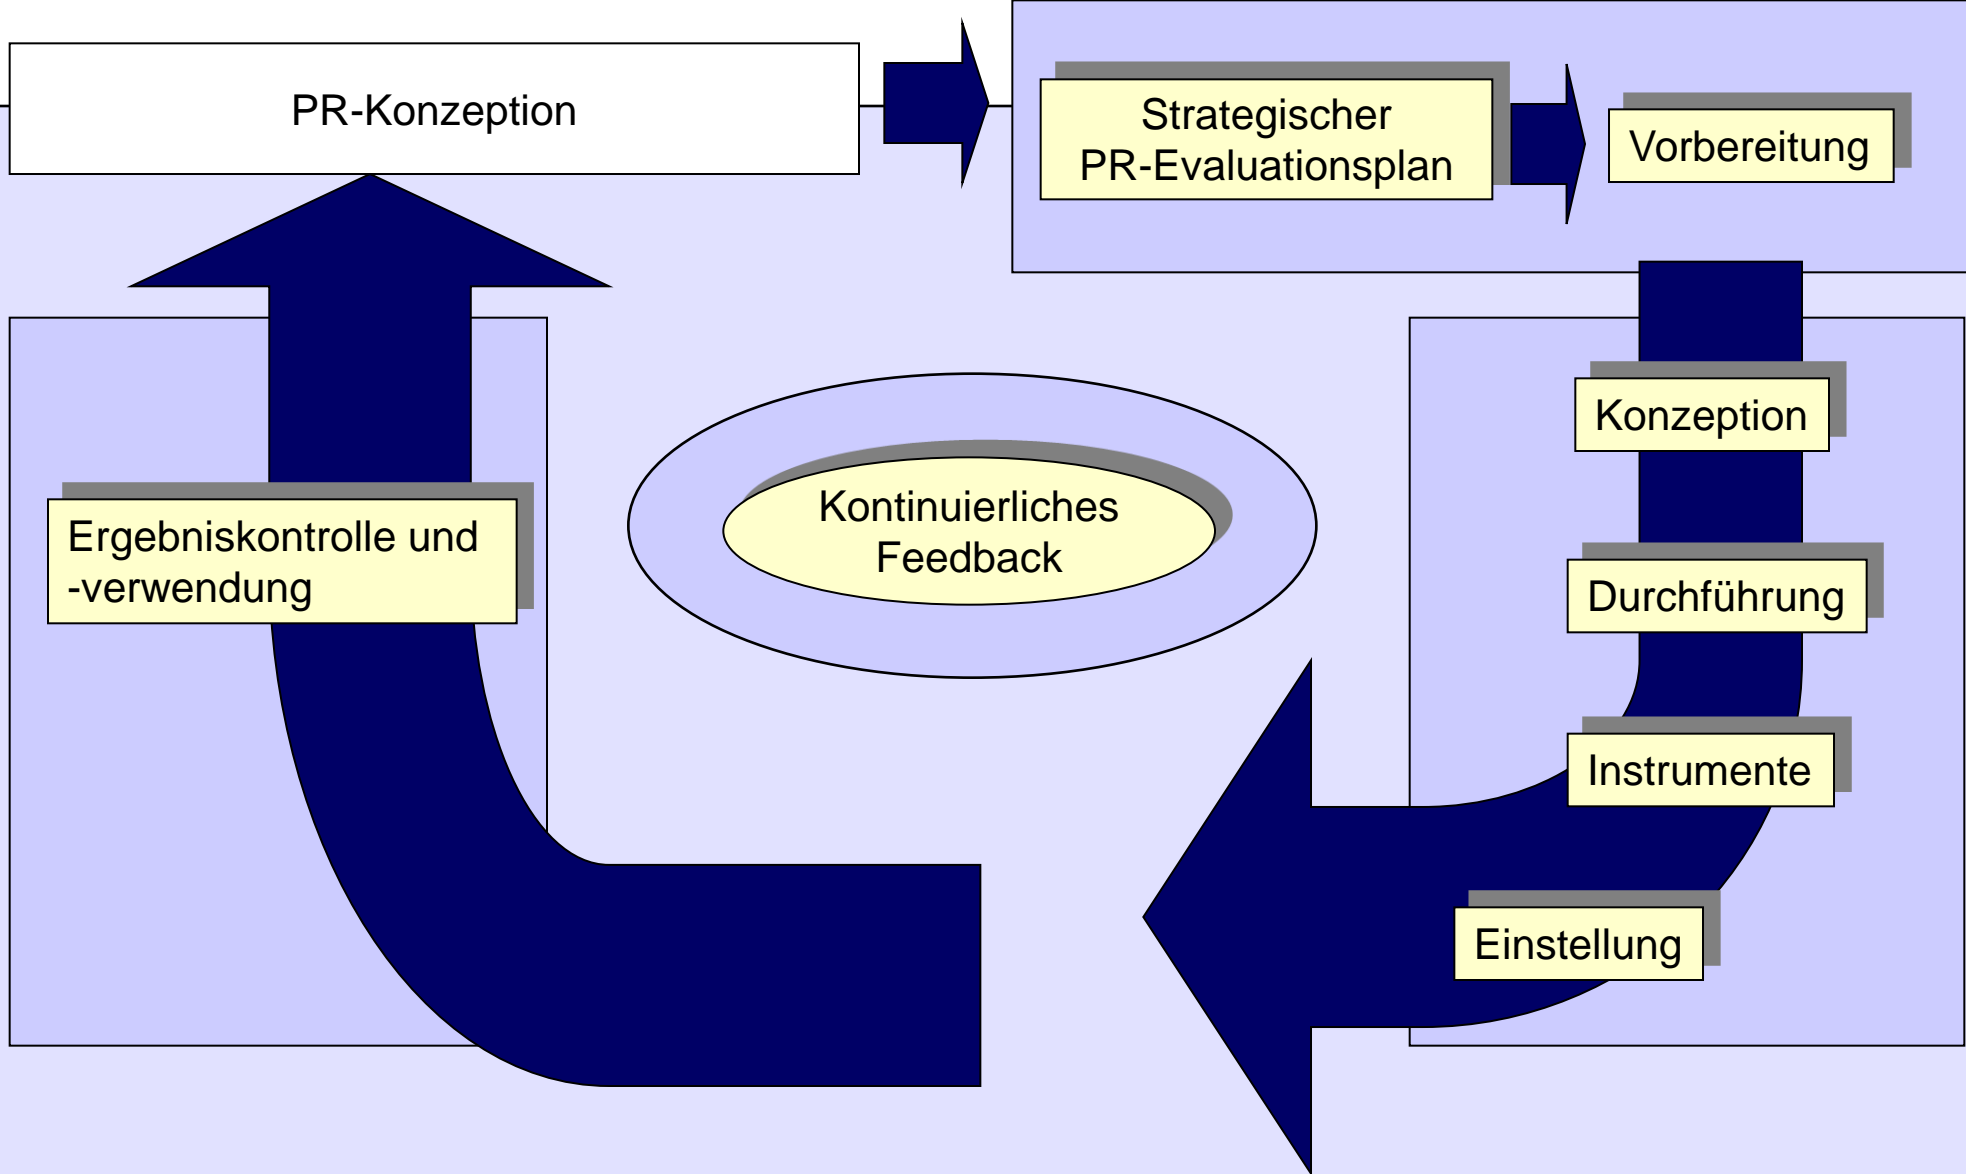 PR-Konzeption
Strategischer
PR-Evaluationsplan
Vorbereitung
Konzeption
Kontinuierliches
Feedback
Ergebniskontrolle und
-verwendung
Durchführung
Instrumente
Einstellung